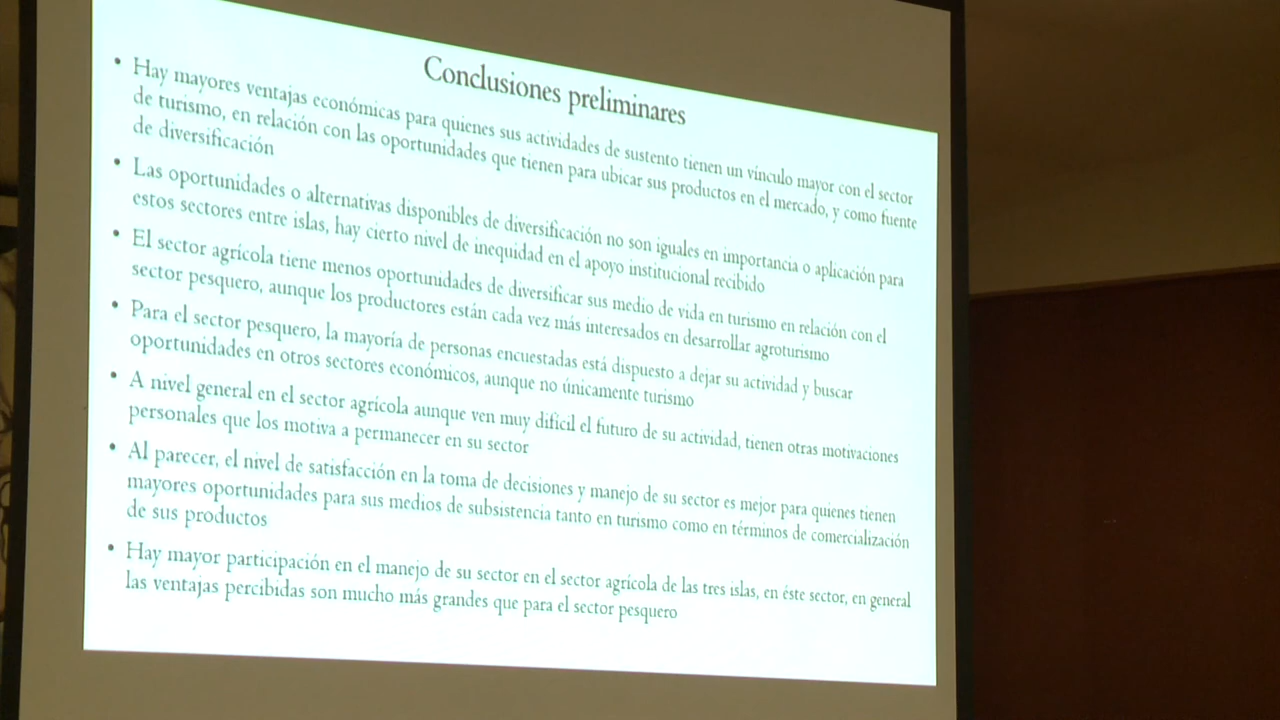 Conclusiones preliminares
• Hay mayores ventajas económicas para quienes sus actividades de sustento tienen un vínculo mayor con el sector
de turismo, en relación con las oportunidades que tienen para ubicar sus productos en el mercado, y como fuente
de diversificación
• Las oportunidades o alternativas disponibles de diversificación no son iguales en importancia o aplicación para
estos sectores entre islas, hay cierto nivel de inequidad en el apoyo institucional recibido
• El sector agrícola tiene menos oportunidades de diversificar sus medio de vida en turismo en relación con el
sector pesquero, aunque los productores están cada vez más interesados en desarrollar agroturismo
• Para el sector pesquero, la mayoría de personas encuestadas está dispuesto a dejar su actividad y buscar
oportunidades en otros sectores económicos, aunque no únicamente turismo
• A nivel general en el sector agrícola aunque ven muy difícil el futuro de su actividad, tienen otras motivaciones
personales que los motiva a permanecer en su sector
• Al parecer, el nivel de satisfacción en la toma de decisiones y manejo de su sector es mejor para quienes tienen
mayores oportunidades para sus medios de subsistencia tanto en turismo como en términos de comercialización
de sus productos
• Hay mayor participación en el manejo de su sector en el sector agrícola de las tres islas, en éste sector, en general
las ventajas percibidas son mucho más grandes que para el sector pesquero